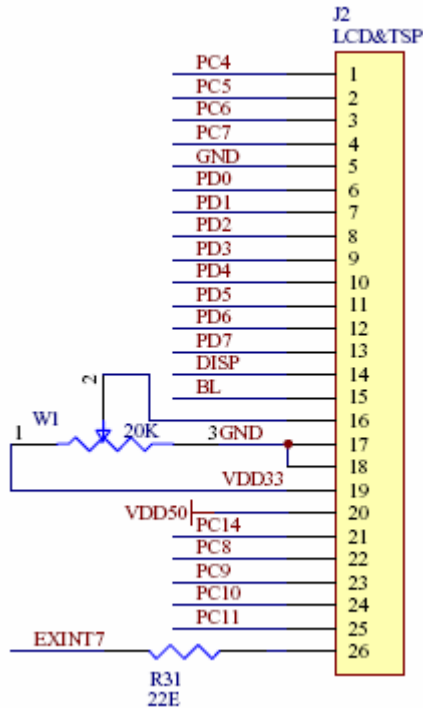 J2
LCD&TSP
PC4 1
PC5 2
PC6 3
PC7 4
GND 5
PD0 6
PD1 7
PD2 8
PD3 9
PD4 10
PD5 11
PD6 12
PD7 13
DISP 14
BL 15
2 16
1 W1 20K 3 GND 17
18
VDD33 19
VDD50 20
PC14 21
PC8 22
PC9 23
PC10 24
PC11 25
EXINT7 26
R31
22E